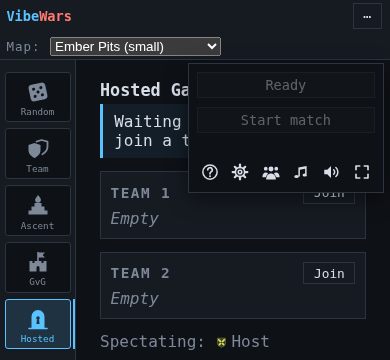 VibeWars
…
Map: Ember Pits (small)
Random
Team
Ascent
GvG
Hosted
Hosted Ga
Waiting
join a t
Ready
Start match
TEAM 1
Join
Empty
TEAM 2
Join
Empty
Spectating: Host